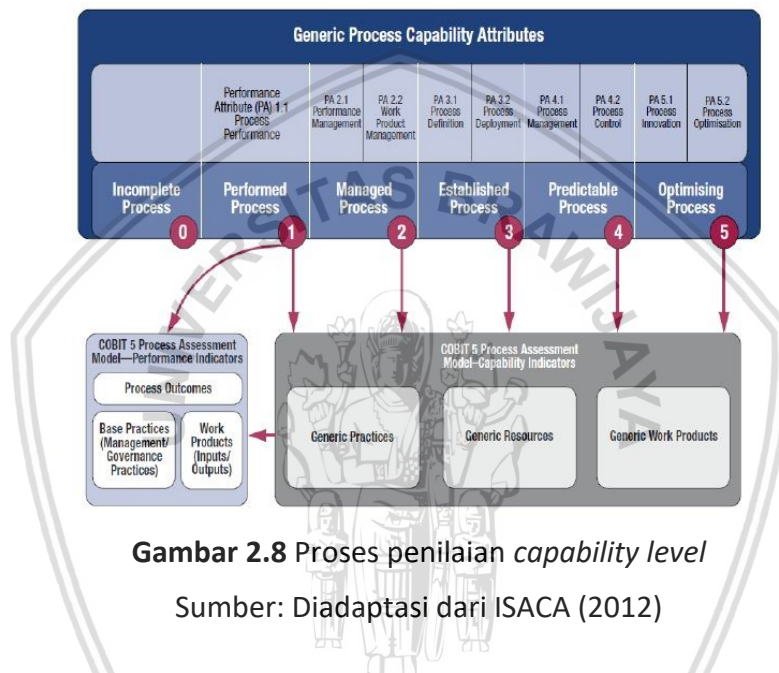 Generic Process Capability Attributes
Performance
Attribute (PA) 1.1
Process
Performance
PA 2.1
Performance
Management
PA 2.2
Work
Product
Management
PA 3.1
Process
Definition
PA 3.2
Process
Deployment
PA 4.1
Process
Management
PA 4.2
Process
Control
PA 5.1
Process
Innovation
PA 5.2
Process
Optimisation
Incomplete
Process
0
Performed
Process
1
Managed
Process
2
Established
Process
3
Predictable
Process
4
Optimising
Process
5
UNIVERSITAS BRAWIJAYA
COBIT 5 Process Assessment
Model—Performance Indicators
Process Outcomes
Base Practices
(Management/
Governance
Practices)
Work
Products
(Inputs/
Outputs)
COBIT 5 Process Assessment
Model–Capability Indicators
Generic Practices
Generic Resources
Generic Work Products
Gambar 2.8 Proses penilaian capability level
Sumber: Diadaptasi dari ISACA (2012)